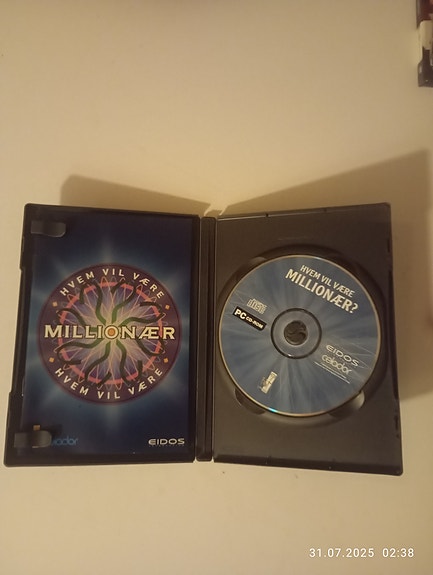 HVEM VIL VÆRE
MILLIONÆR
HVEM VIL VÆRE
EIDOS
HVEM VIL VÆRE
MILLIONÆR?
PC CD-ROM
EIDOS
celador
31.07.2025 02:38